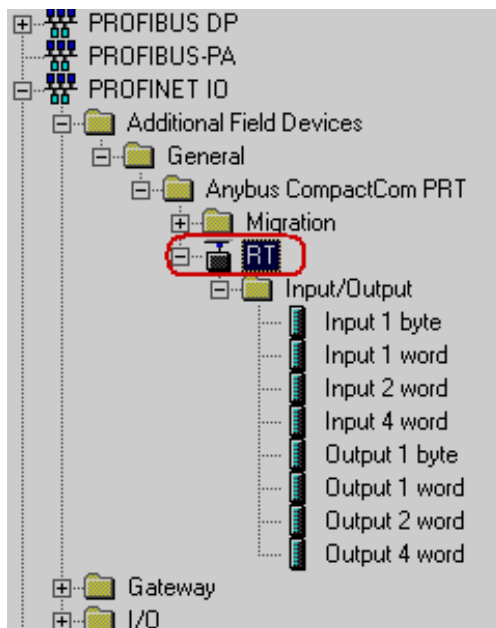 PROFIBUS DP
PROFIBUS-PA
PROFINET IO
Additional Field Devices
General
Anybus CompactCom PRT
Migration
RT
Input/Output
Input 1 byte
Input 1 word
Input 2 word
Input 4 word
Output 1 byte
Output 1 word
Output 2 word
Output 4 word
Gateway
I/O